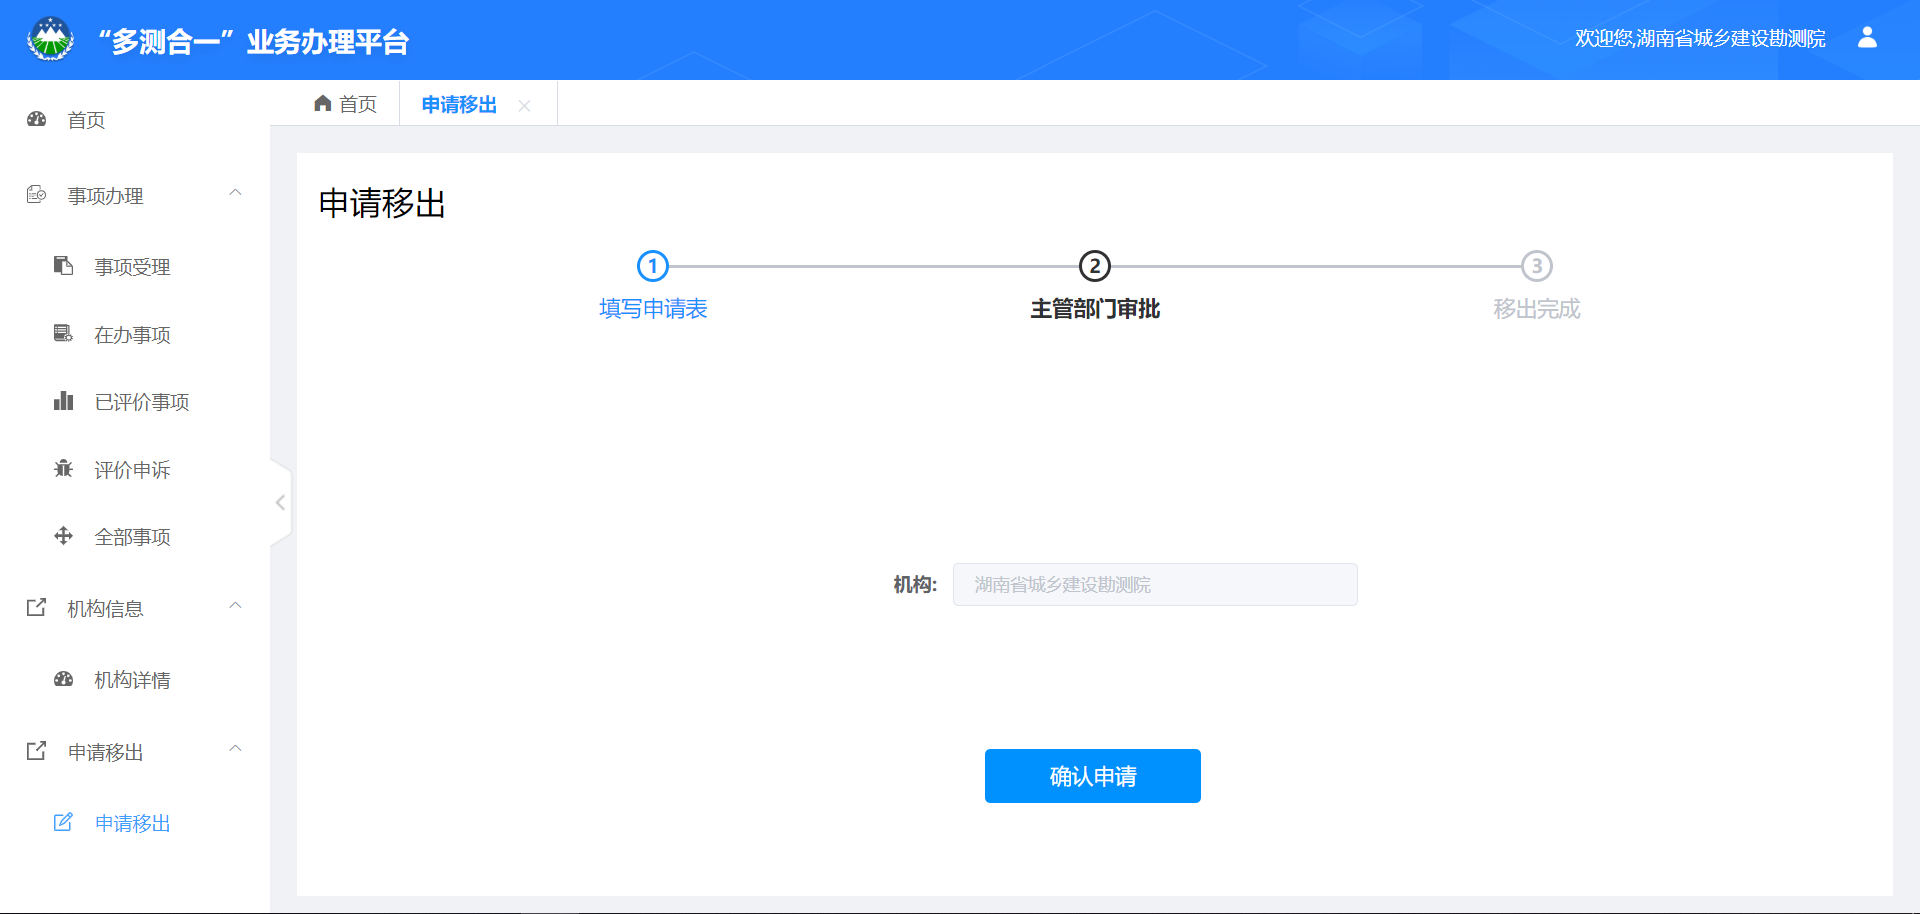 “多测合一”业务办理平台
欢迎您,湖南省城乡建设勘测院
首页
申请移出
首页
事项办理
事项受理
在办事项
已评价事项
评价申诉
全部事项
机构信息
机构详情
申请移出
申请移出
申请移出
1
2
3
填写申请表
主管部门审批
移出完成
机构:
湖南省城乡建设勘测院
确认申请